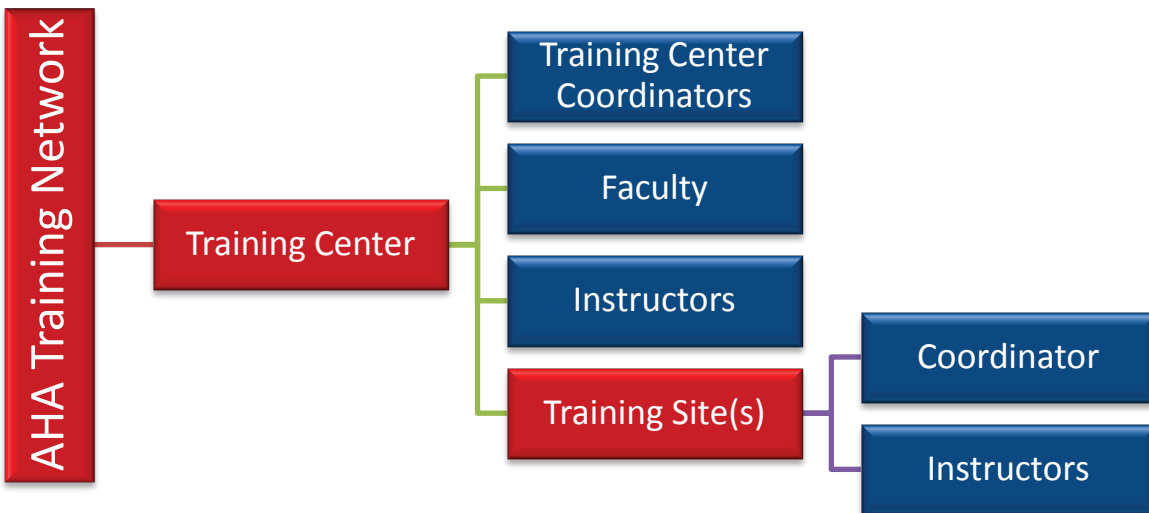 AHA Training Network
Training Center
Training Center
Coordinators
Faculty
Instructors
Training Site(s)
Coordinator
Instructors